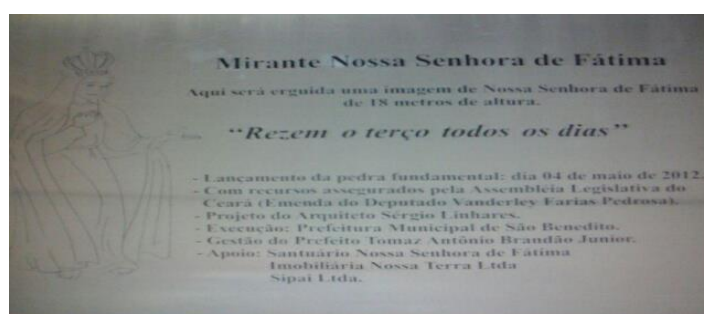 Mirante Nossa Senhora de Fátima
Aqui será erguida uma imagem de Nossa Senhora de Fátima
de 18 metros de altura.
“Rezem o terço todos os dias”
- Lançamento da pedra fundamental: dia 04 de maio de 2012.
- Com recursos assegurados pela Assembleia Legislativa do
Ceará (Emenda do Deputado Vanderley Farias Pedrosa).
- Projeto do Arquiteto Sérgio Linhares.
- Execução: Prefeitura Municipal de São Benedito.
- Gestão do Prefeito Tomaz Antônio Brandão Junior.
- Apoio: Santuário Nossa Senhora de Fátima
Imobiliária Nossa Terra Ltda
Sipai Ltda.